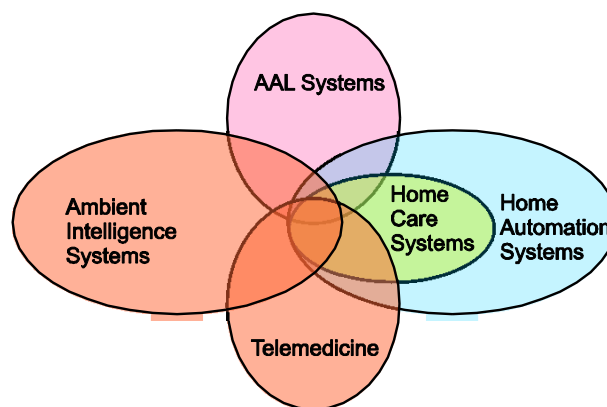 AAL Systems
Ambient
Intelligence
Systems
Home
Care
Systems
Home
Automation
Systems
Telemedicine